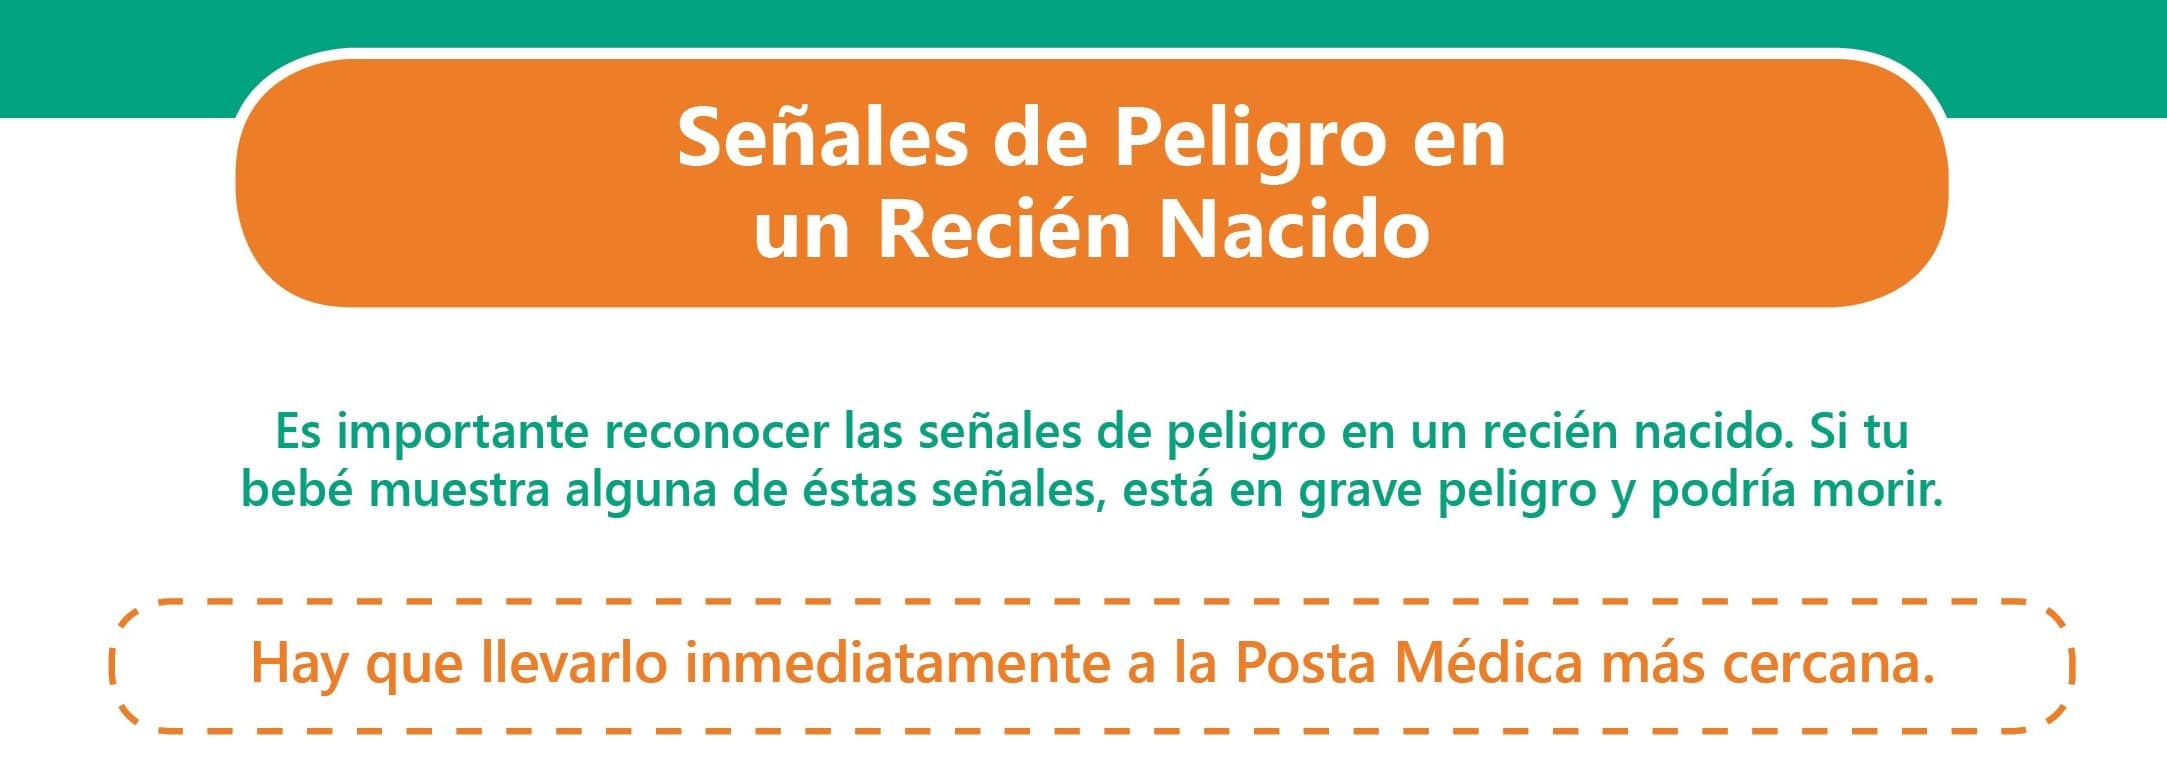 Señales de Peligro en
un Recién Nacido
Es importante reconocer las señales de peligro en un recién nacido. Si tu
bebé muestra alguna de éstas señales, está en grave peligro y podría morir.
Hay que llevarlo inmediatamente a la Posta Médica más cercana.